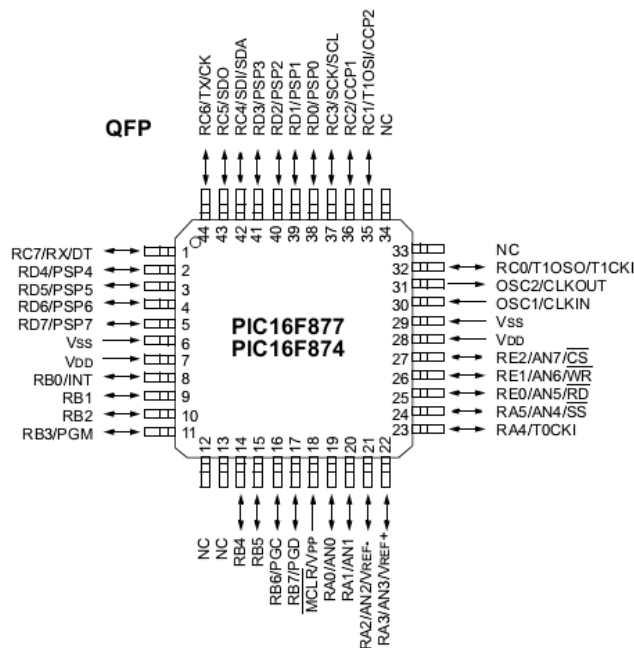 QFP
RC6/TX/CK
RC5/SDO
RC4/SDI/SDA
RD3/PSP3
RD2/PSP2
RD1/PSP1
RD0/PSP0
RC3/SCK/SCL
RC2/CCP1
RC1/T1OSI/CCP2
NC
44
43
42
41
40
39
38
37
36
35
34
RC7/RX/DT 1
RD4/PSP4 2
RD5/PSP5 3
RD6/PSP6 4
RD7/PSP7 5
VSS 6
VDD 7
RB0/INT 8
RB1 9
RB2 10
RB3/PGM 11
PIC16F877
PIC16F874
33 NC
32 RC0/T1OSO/T1CKI
31 OSC2/CLKOUT
30 OSC1/CLKIN
29 VSS
28 VDD
27 RE2/AN7/CS
26 RE1/AN6/WR
25 RE0/AN5/RD
24 RA5/AN4/SS
23 RA4/T0CKI
12
13
14
15
16
17
18
19
20
21
22
NC
NC
RB4
RB5
RB6/PGC
RB7/PGD
MCLR/VPP
RA0/AN0
RA1/AN1
RA2/AN2/VREF-
RA3/AN3/VREF+